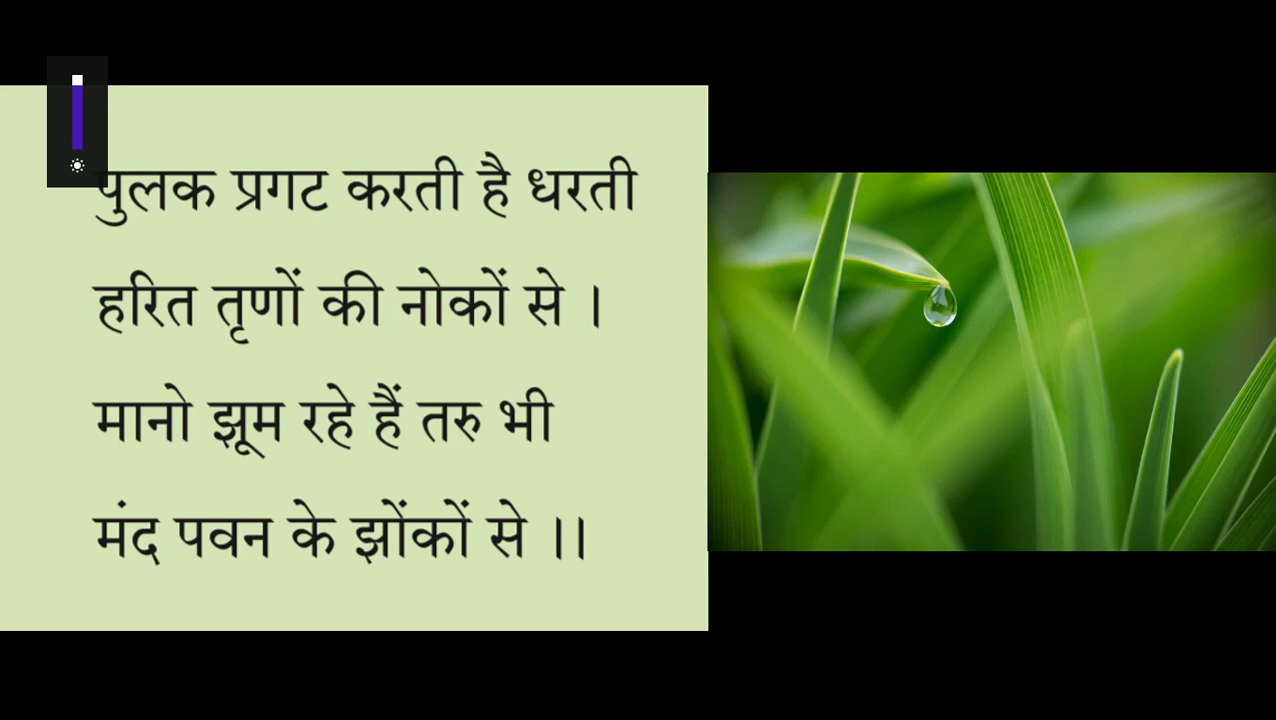 पुलक प्रगट करती है धरती
हरित तृणों की नोकों से ।
मानो झूम रहे हैं तरु भी
मंद पवन के झोंकों से ।।